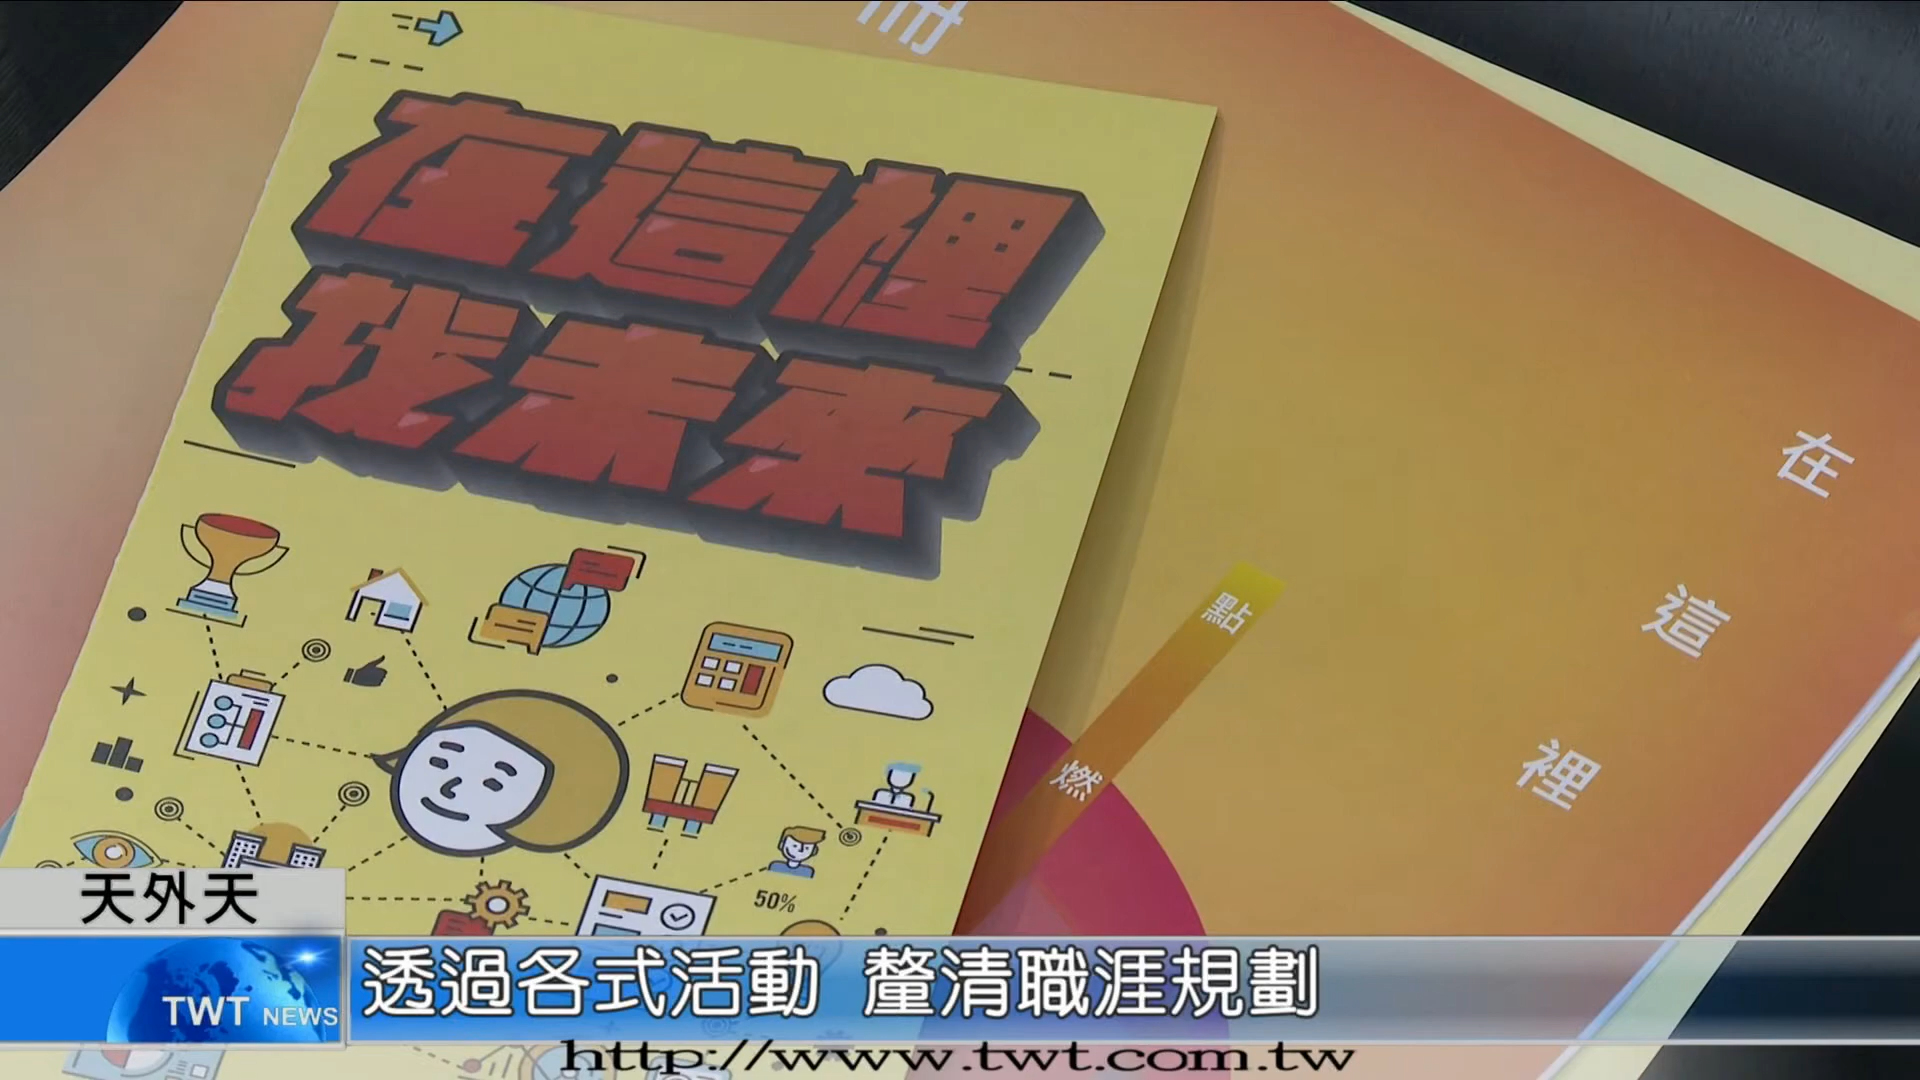 冊
在這裡
找未來
在
這
裡
點
燃
50%
天外天
TWT NEWS
透過各式活動 釐清職涯規劃
http://www.twt.com.tw